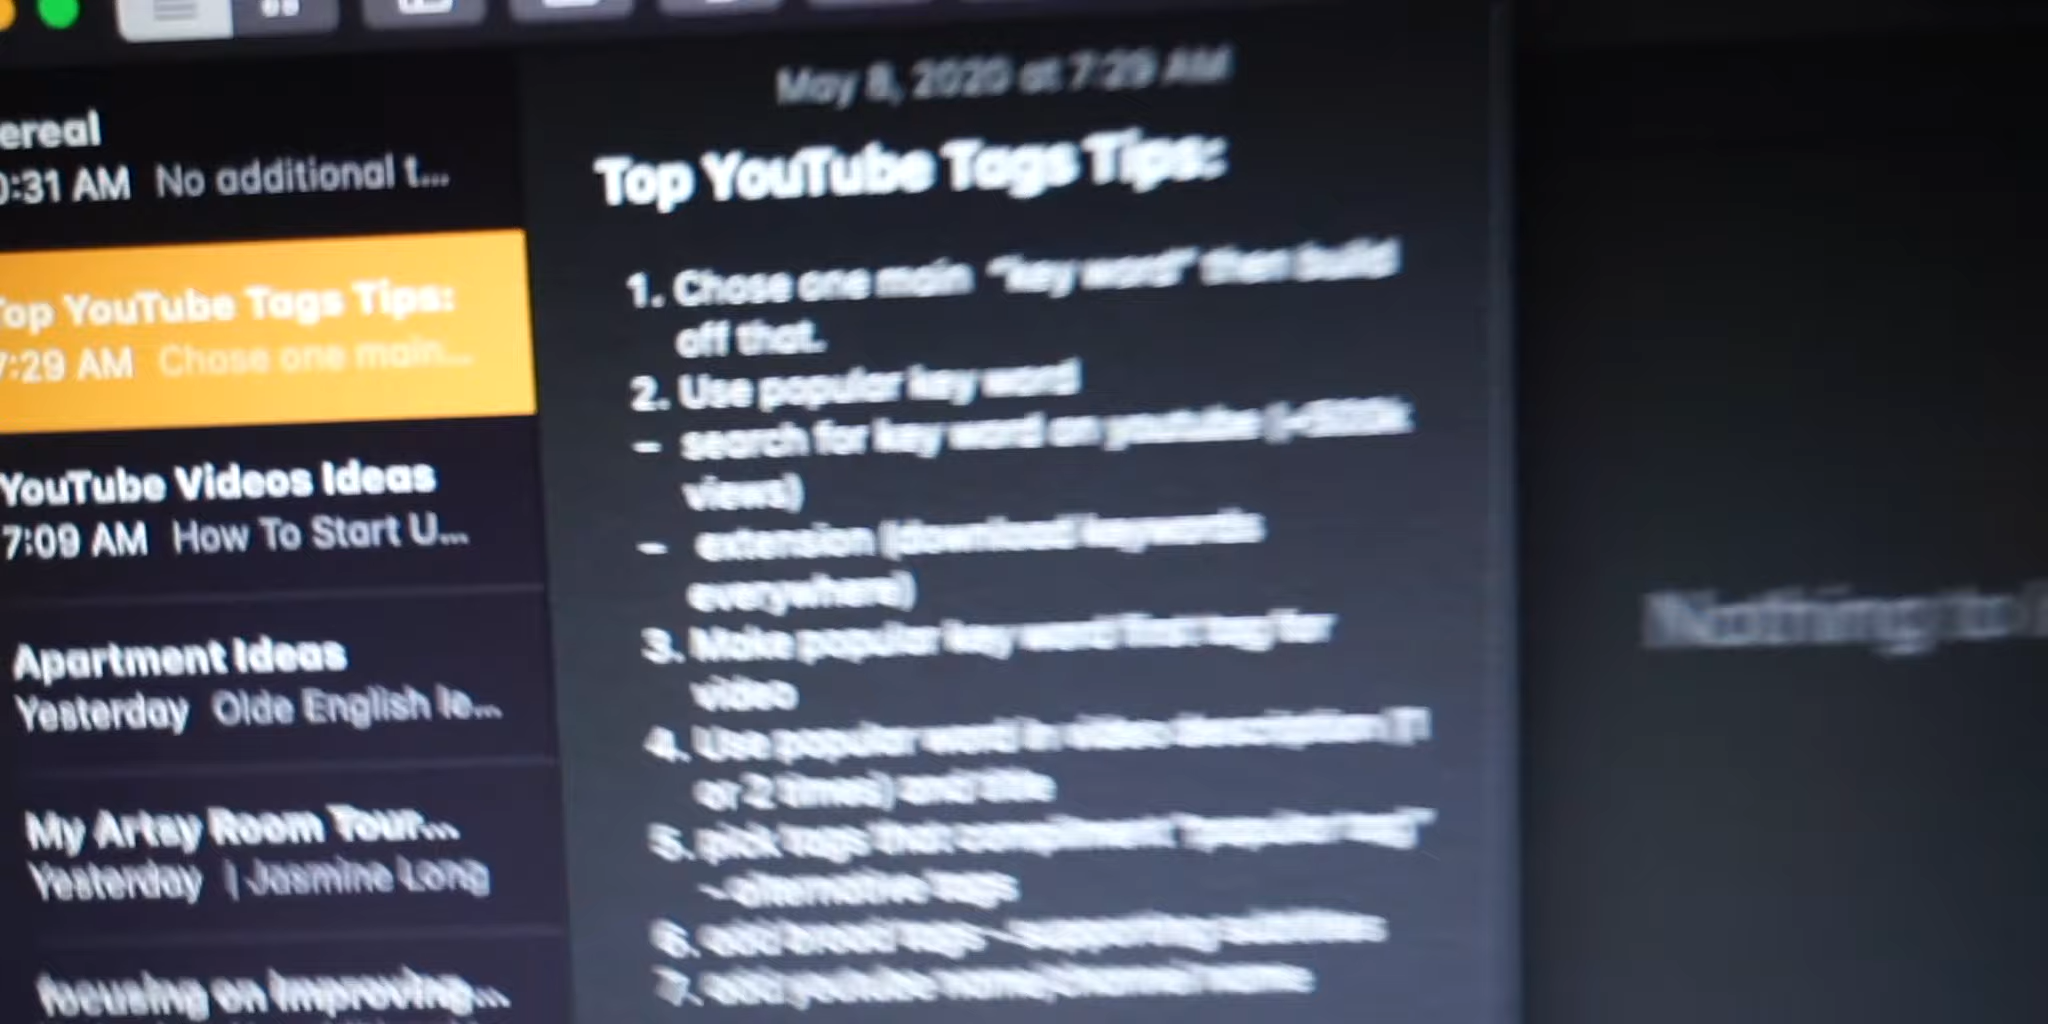 ereal
0:31 AM No additional t...
Top YouTube Tags Tips:
7:29 AM Chose one main...
YouTube Videos Ideas
7:09 AM How To Start U...
Apartment Ideas
Yesterday Olde English le...
My Artsy Room Tour...
Yesterday | Jasmine Long
focusing on improving...
May 8, 2020 at 7:29 AM
Top YouTube Tags Tips:
1. Chose one main "key word" then build
off that.
2. Use popular key word
- search for key word on youtube (
views)
- extension (download keywords
everywhere)
3. Make popular key word first tag for
video
4. Use popular word in video description (1
or 2 times) and title
5. pick tags that compliment "popular tag"
- alternative tags
6. add broad tags - supporting subtitles
7. add youtube name/channel name
Nothing to